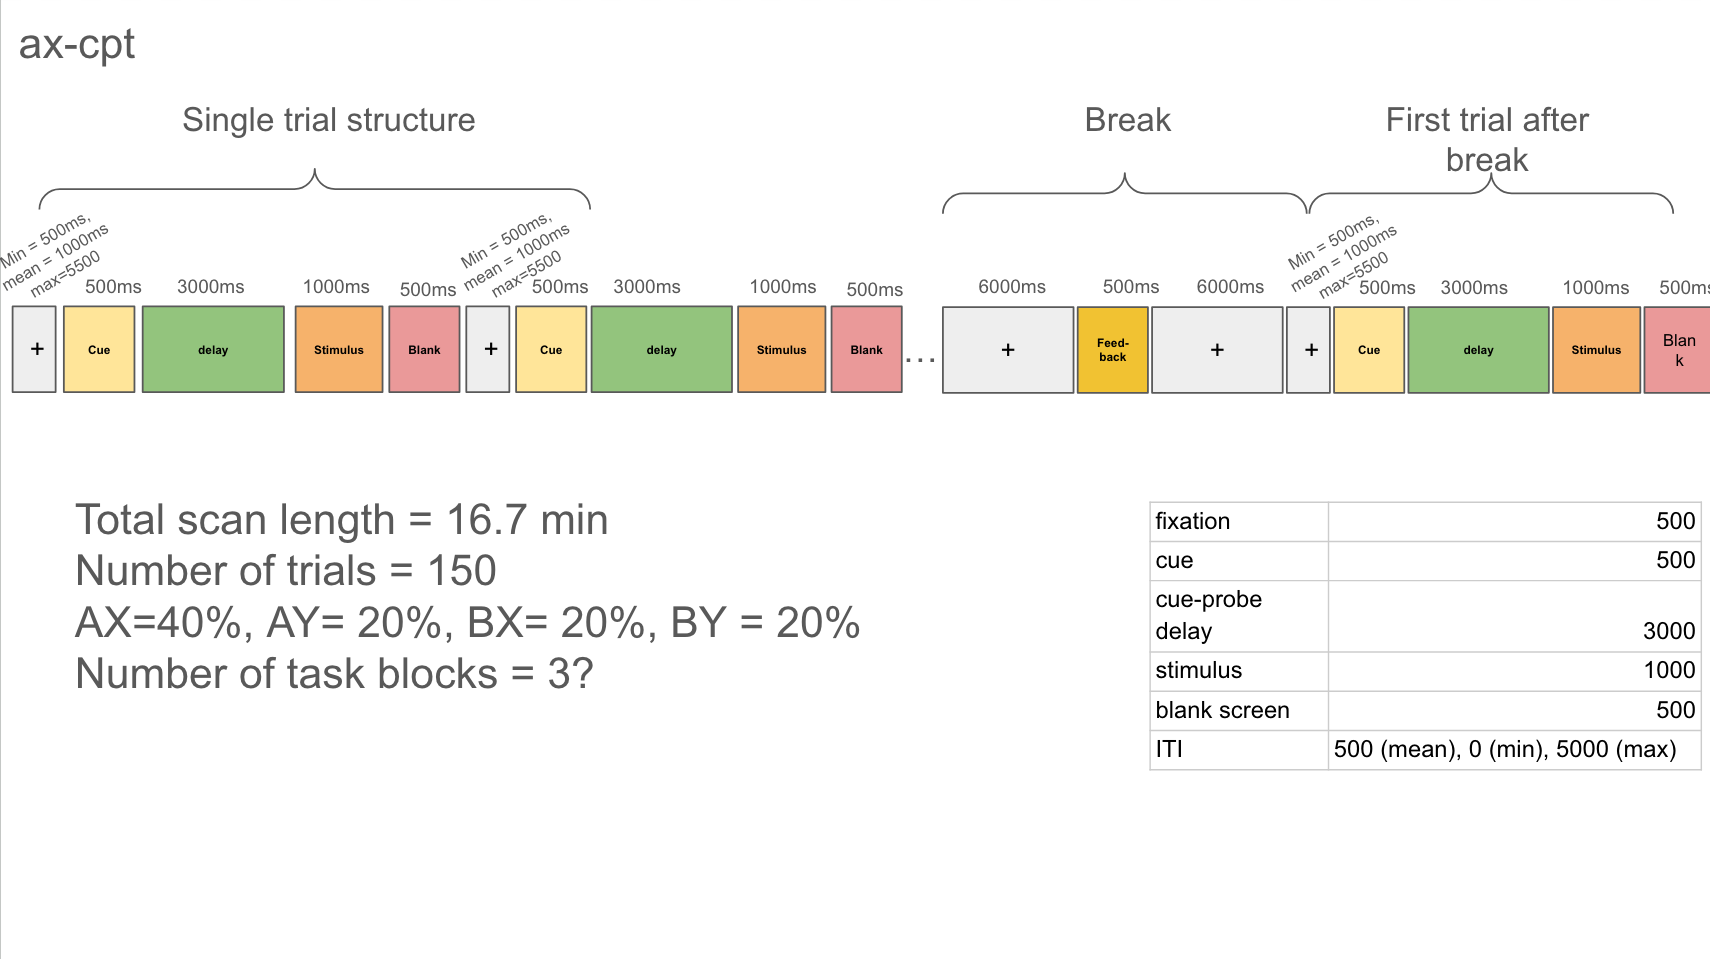 ax-cpt
Single trial structure
Break
First trial after
break
Min = 500ms,
mean = 1000ms
max=5500
500ms
3000ms
1000ms
500ms
Min = 500ms,
mean = 1000ms
max=5500
500ms
3000ms
1000ms
500ms
6000ms
500ms
6000ms
Min = 500ms,
mean = 1000ms
max=5500
500ms
3000ms
1000ms
500ms
+
Cue
delay
Stimulus
Blank
+
Cue
delay
Stimulus
Blank
...
+
Feed-
back
+
+
Cue
delay
Stimulus
Blan
k
Total scan length = 16.7 min
Number of trials = 150
AX=40%, AY= 20%, BX= 20%, BY = 20%
Number of task blocks = 3?
fixation 500
cue 500
cue-probe
delay 3000
stimulus 1000
blank screen 500
ITI 500 (mean), 0 (min), 5000 (max)